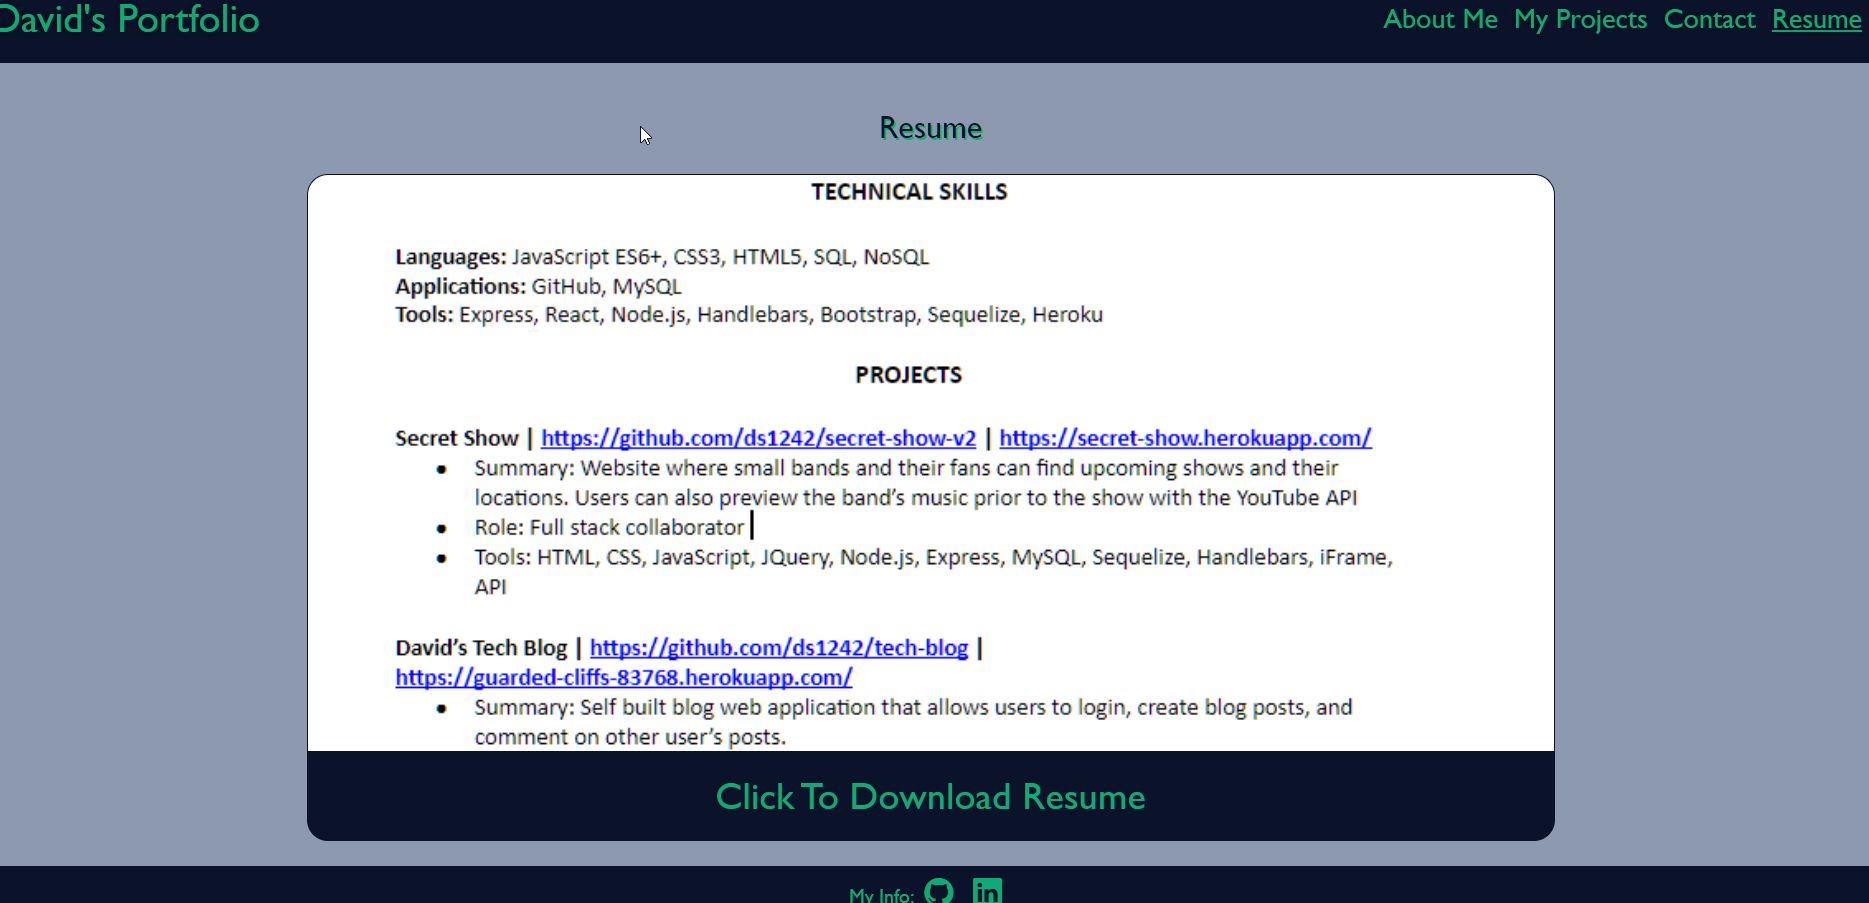 David's Portfolio
About Me My Projects Contact Resume
Resume
TECHNICAL SKILLS
Languages: JavaScript ES6+, CSS3, HTML5, SQL, NoSQL
Applications: GitHub, MySQL
Tools: Express, React, Node.js, Handlebars, Bootstrap, Sequelize, Heroku
PROJECTS
Secret Show | https://github.com/ds1242/secret-show-v2 | https://secret-show.herokuapp.com/
• Summary: Website where small bands and their fans can find upcoming shows and their
locations. Users can also preview the band’s music prior to the show with the YouTube API
• Role: Full stack collaborator
• Tools: HTML, CSS, JavaScript, JQuery, Node.js, Express, MySQL, Sequelize, Handlebars, iFrame,
API
David’s Tech Blog | https://github.com/ds1242/tech-blog |
https://guarded-cliffs-83768.herokuapp.com/
• Summary: Self built blog web application that allows users to login, create blog posts, and
comment on other user’s posts.
Click To Download Resume
My Info: in